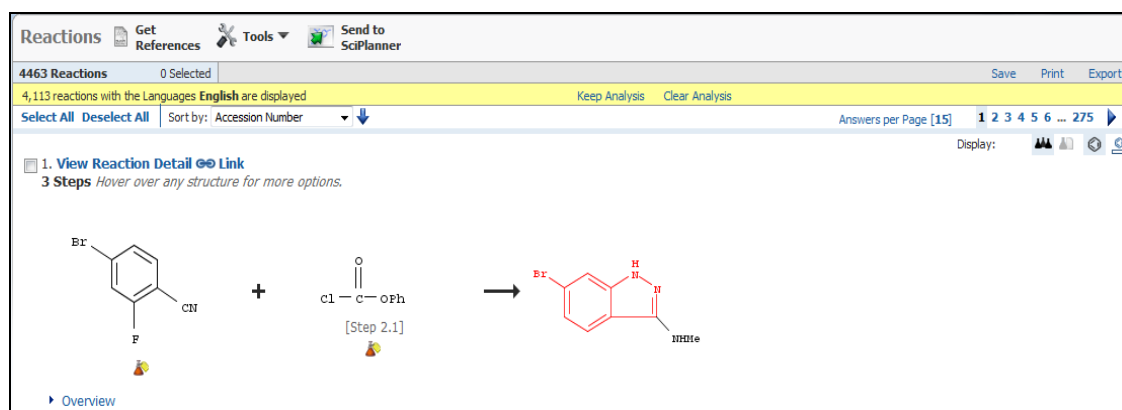 Reactions Get References Tools Send to SciPlanner
4463 Reactions 0 Selected Save Print Export
4,113 reactions with the Languages English are displayed Keep Analysis Clear Analysis
Select All Deselect All Sort by: Accession Number Answers per Page [15] 1 2 3 4 5 6 ... 275
Display:
1. View Reaction Detail Link
3 Steps Hover over any structure for more options.
Br
CN
F
+
O
Cl C OPh
[Step 2.1]
H
Br N
N
NHMe
Overview